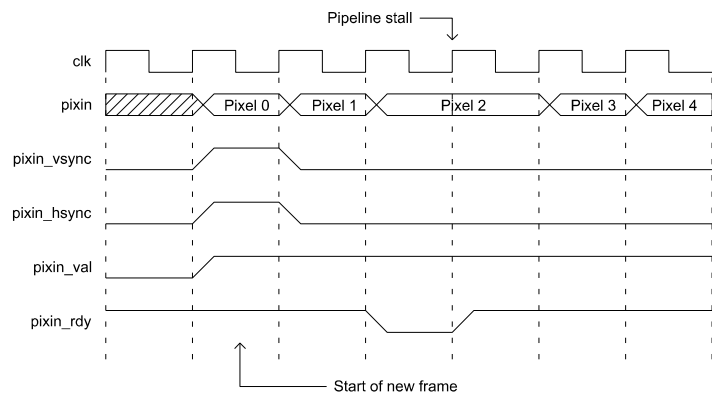 Pipeline stall
clk
pixin
Pixel 0
Pixel 1
Pixel 2
Pixel 3
Pixel 4
pixin_vsync
pixin_hsync
pixin_val
pixin_rdy
Start of new frame